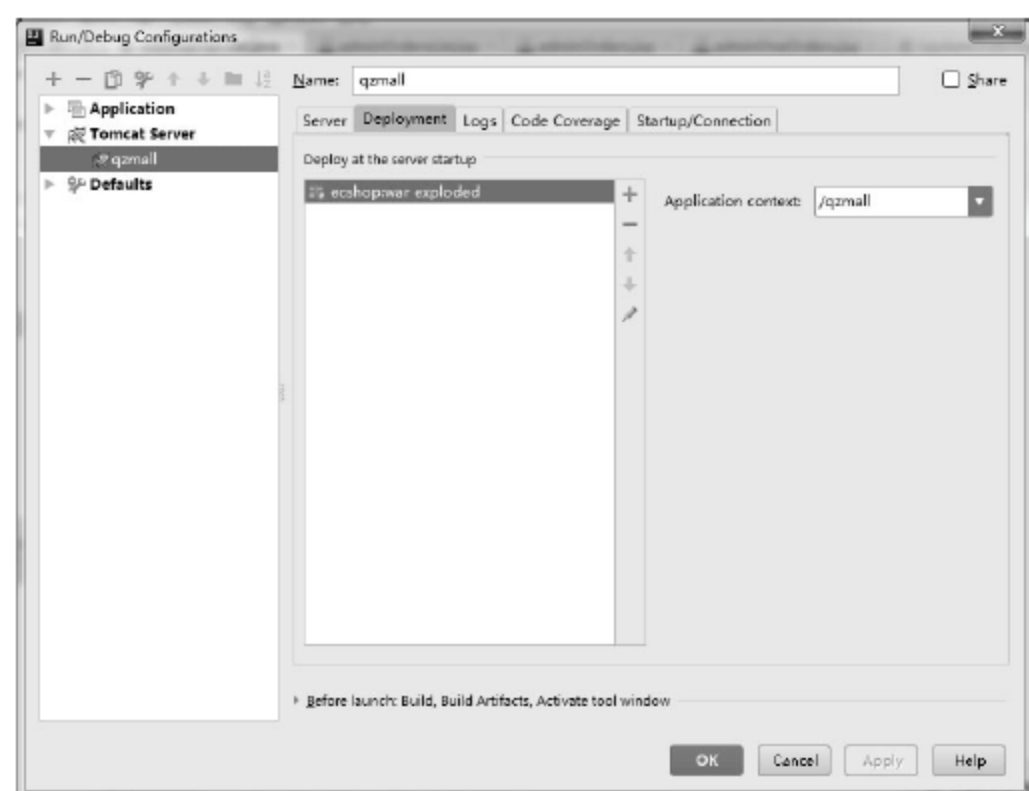 Run/Debug Configurations
Name: qzmall
Share
Application
Tomcat Server
qzmall
Defaults
Server Deployment Logs Code Coverage Startup/Connection
Deploy at the server startup
ecshop:war exploded
Application context: /qzmall
Before launch: Build, Build Artifacts, Activate tool window
OK Cancel Apply Help